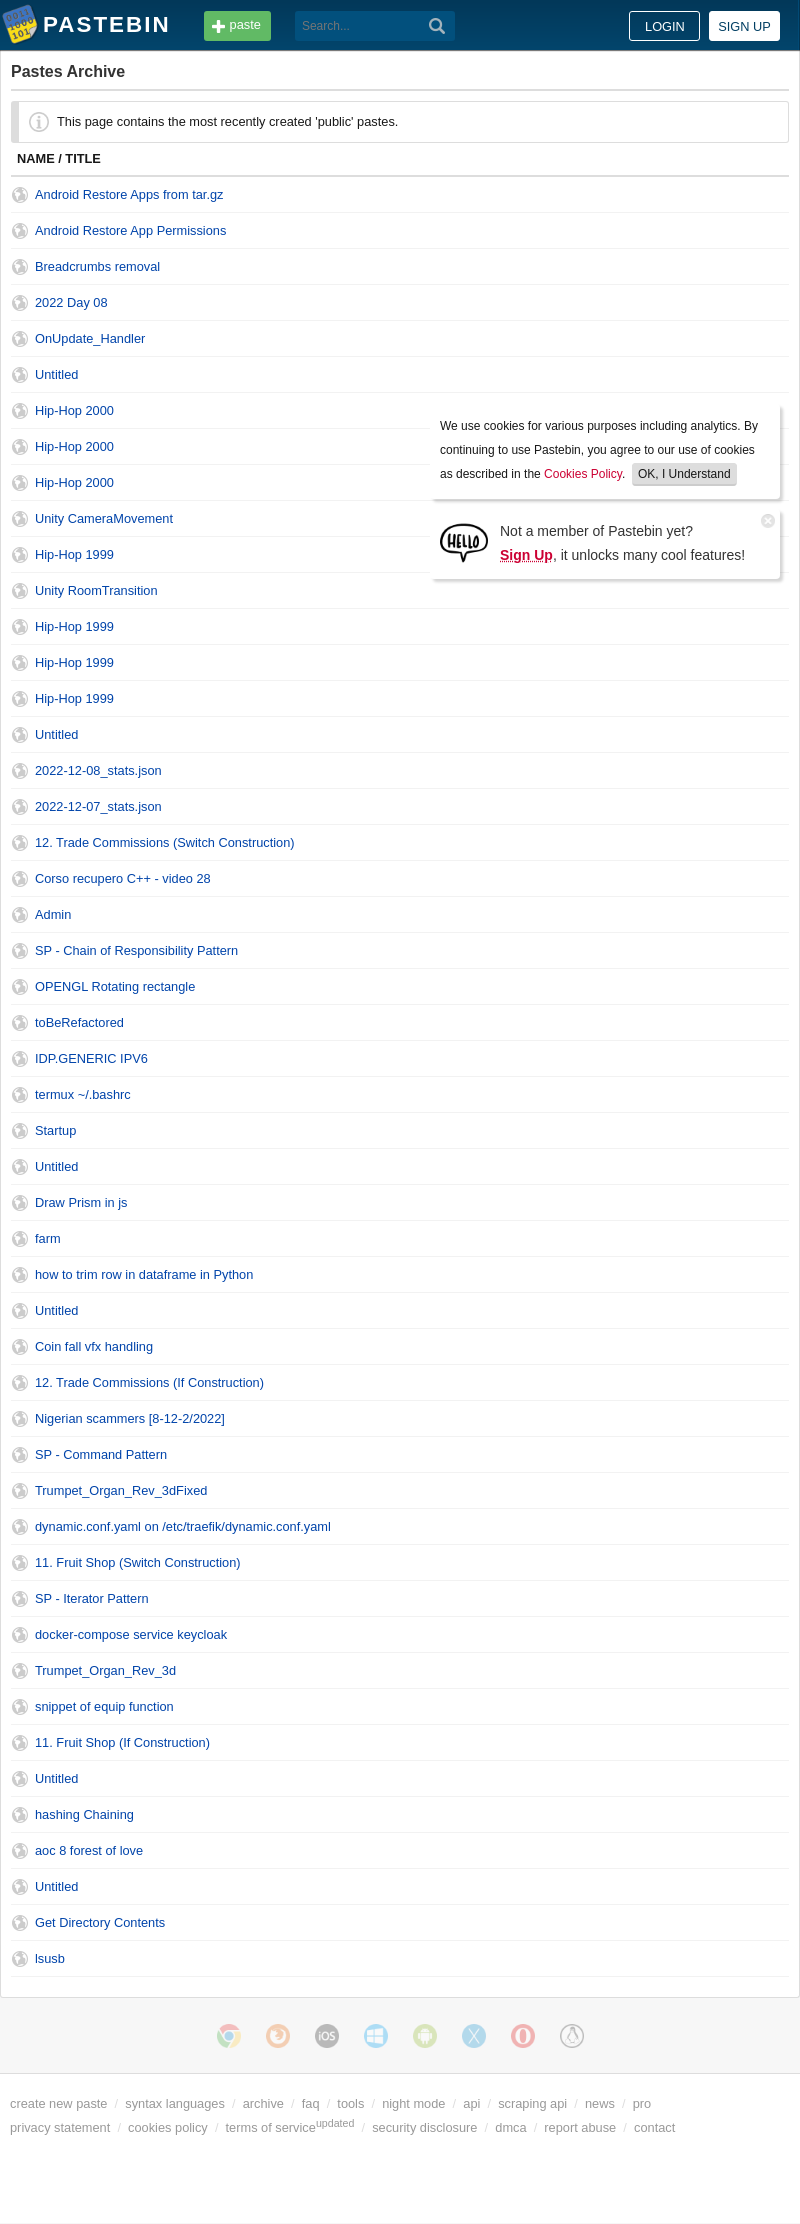 PASTEBIN paste Search... LOGIN SIGN UP
Pastes Archive
This page contains the most recently created 'public' pastes.
NAME / TITLE
Android Restore Apps from tar.gz
Android Restore App Permissions
Breadcrumbs removal
2022 Day 08
OnUpdate_Handler
Untitled
Hip-Hop 2000
Hip-Hop 2000
Hip-Hop 2000
Unity CameraMovement
Hip-Hop 1999
Unity RoomTransition
Hip-Hop 1999
Hip-Hop 1999
Hip-Hop 1999
Untitled
2022-12-08_stats.json
2022-12-07_stats.json
12. Trade Commissions (Switch Construction)
Corso recupero C++ - video 28
Admin
SP - Chain of Responsibility Pattern
OPENGL Rotating rectangle
toBeRefactored
IDP.GENERIC IPV6
termux ~/.bashrc
Startup
Untitled
Draw Prism in js
farm
how to trim row in dataframe in Python
Untitled
Coin fall vfx handling
12. Trade Commissions (If Construction)
Nigerian scammers [8-12-2/2022]
SP - Command Pattern
Trumpet_Organ_Rev_3dFixed
dynamic.conf.yaml on /etc/traefik/dynamic.conf.yaml
11. Fruit Shop (Switch Construction)
SP - Iterator Pattern
docker-compose service keycloak
Trumpet_Organ_Rev_3d
snippet of equip function
11. Fruit Shop (If Construction)
Untitled
hashing Chaining
aoc 8 forest of love
Untitled
Get Directory Contents
lsusb
We use cookies for various purposes including analytics. By
continuing to use Pastebin, you agree to our use of cookies
as described in the Cookies Policy. OK, I Understand
HELLO
Not a member of Pastebin yet?
Sign Up, it unlocks many cool features!
iOS
create new paste / syntax languages / archive / faq / tools / night mode / api / scraping api / news / pro
privacy statement / cookies policy / terms of serviceupdated / security disclosure / dmca / report abuse / contact